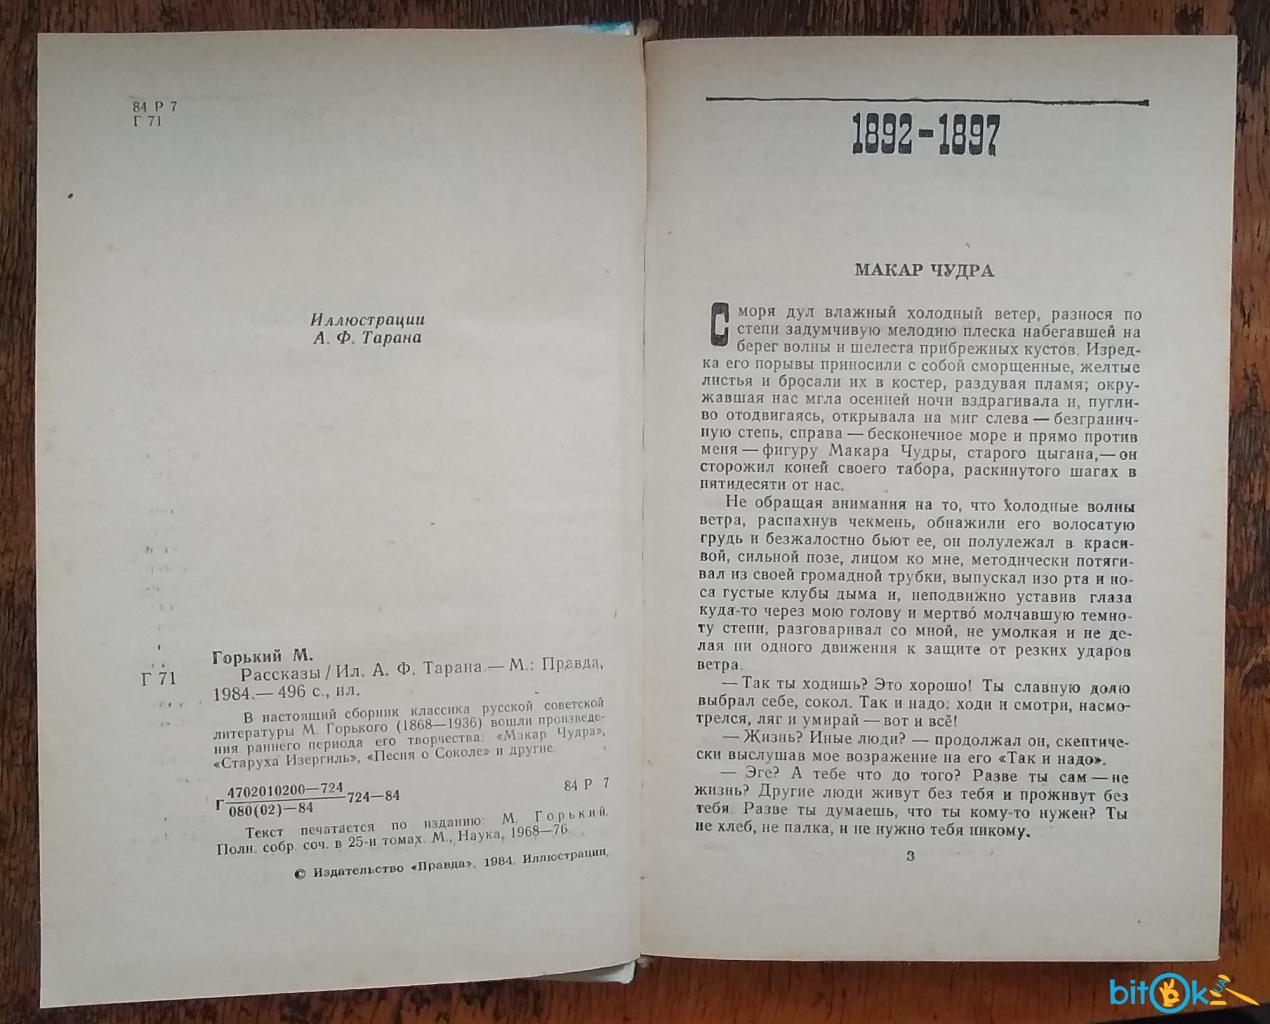 84 Р 7
Г 71
Иллюстрации
А. Ф. Тарана
Горький М.
Г 71
Рассказы / Ил. А. Ф. Тарана — М.: Правда,
1984.— 496 с., ил.
В настоящий сборник классика русской советской
литературы М. Горького (1868—1936) вошли произведе-
ния раннего периода его творчества: «Макар Чудра»,
«Старуха Изергиль», «Песня о Соколе» и другие.
Г 4702010200—724
080(02)—84
724—84
84 Р 7
Текст печатается по изданию: М. Горький.
Полн. собр. соч. в 25-и томах. М., Наука, 1968—76.
© Издательство «Правда». 1984. Иллюстрации.
1892-1897
МАКАР ЧУДРА
С моря дул влажный холодный ветер, разнося по
степи задумчивую мелодию плеска набегавшей на
берег волны и шелеста прибрежных кустов. Изред-
ка его порывы приносили с собой сморщенные, желтые
листья и бросали их в костер, раздувая пламя; окру-
жавшая нас мгла осенней ночи вздрагивала и, пугли-
во отодвигаясь, открывала на миг слева — безгранич-
ную степь, справа — бесконечное море и прямо против
меня — фигуру Макара Чудры, старого цыгана,— он
сторожил коней своего табора, раскинутого шагах в
пятидесяти от нас.
Не обращая внимания на то, что холодные волны
ветра, распахнув чекмень, обнажили его волосатую
грудь и безжалостно бьют ее, он полулежал в краси-
вой, сильной позе, лицом ко мне, методически потяги-
вал из своей громадной трубки, выпускал изо рта и но-
са густые клубы дыма и, неподвижно уставив глаза
куда-то через мою голову и мертво́ молчавшую темно-
ту степи, разговаривал со мной, не умолкая и не де-
лая ни одного движения к защите от резких ударов
ветра.
— Так ты ходишь? Это хорошо! Ты славную долю
выбрал себе, сокол. Так и надо: ходи и смотри, насмо-
трелся, ляг и умирай — вот и всё!
— Жизнь? Иные люди? — продолжал он, скептиче-
ски выслушав мое возражение на его «Так и надо».
— Эге? А тебе что до того? Разве ты сам — не
жизнь? Другие люди живут без тебя и проживут без
тебя. Разве ты думаешь, что ты кому-то нужен? Ты
не хлеб, не палка, и не нужно тебя никому.
3
bitOk UA